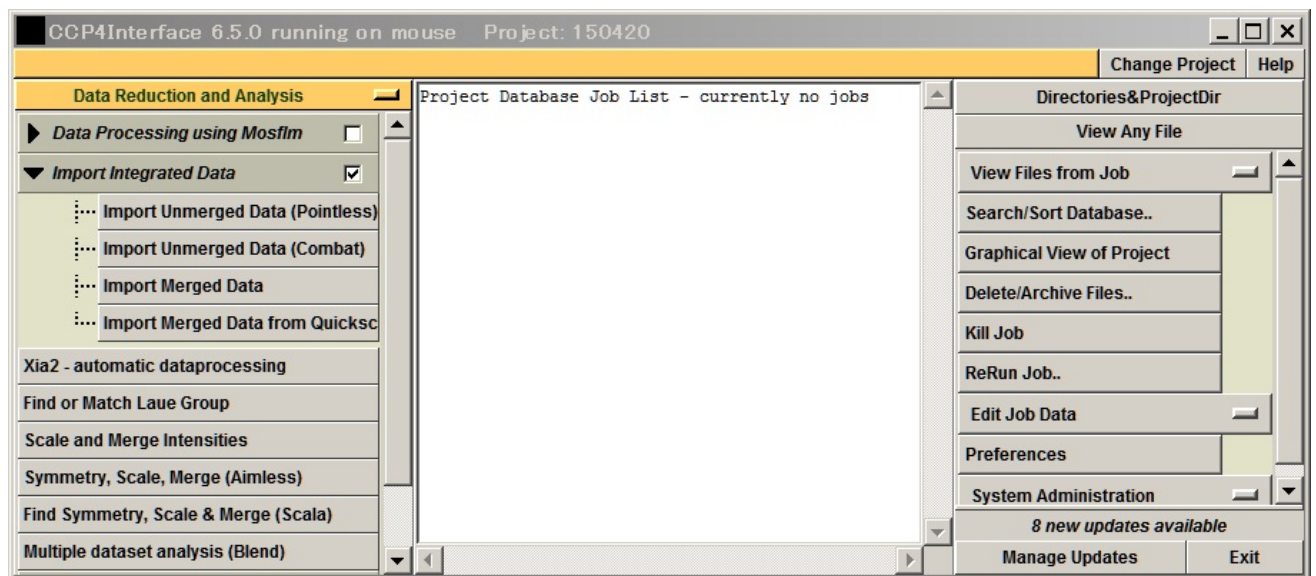 CCP4Interface 6.5.0 running on mouse Project: 150420
Change Project Help
Data Reduction and Analysis
Data Processing using Mosflm
Import Integrated Data
Import Unmerged Data (Pointless)
Import Unmerged Data (Combat)
Import Merged Data
Import Merged Data from Quicksc
Xia2 - automatic dataprocessing
Find or Match Laue Group
Scale and Merge Intensities
Symmetry, Scale, Merge (Aimless)
Find Symmetry, Scale & Merge (Scala)
Multiple dataset analysis (Blend)
Project Database Job List - currently no jobs
Directories&ProjectDir
View Any File
View Files from Job
Search/Sort Database..
Graphical View of Project
Delete/Archive Files..
Kill Job
ReRun Job..
Edit Job Data
Preferences
System Administration
8 new updates available
Manage Updates Exit